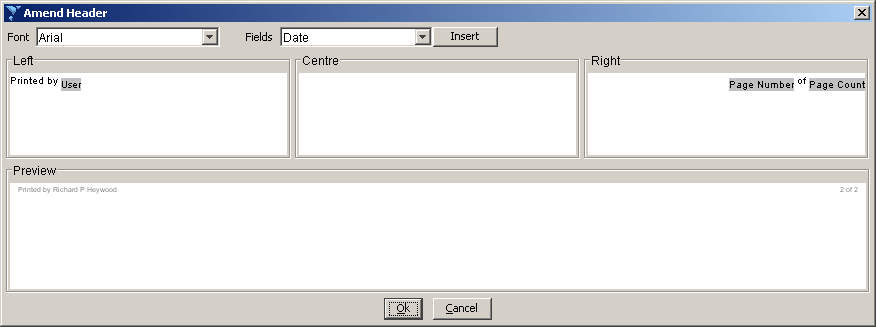 Amend Header
Font Arial Fields Date Insert
Left Centre Right
Printed by User Page Number of Page Count
Preview
Printed by Richard P Heywood 2 of 2
OK Cancel